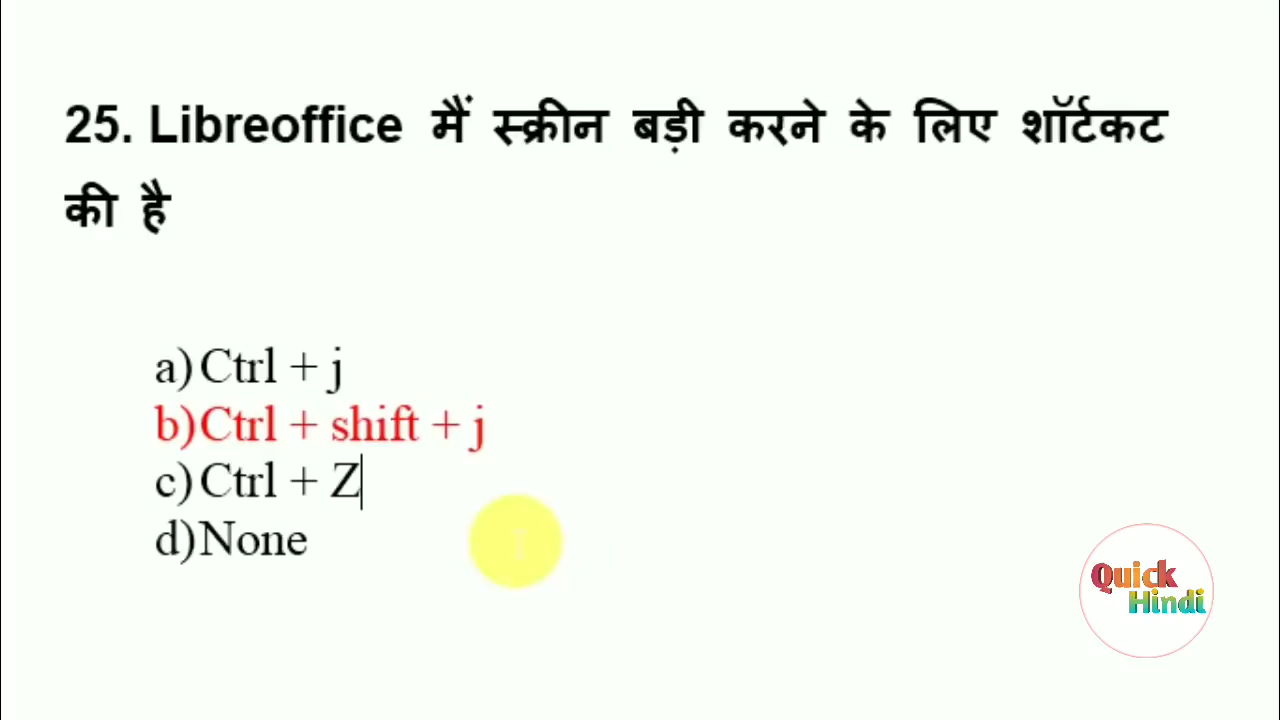 25. Libreoffice मैं स्क्रीन बड़ी करने के लिए शॉर्टकट
की है
a)Ctrl + j
b)Ctrl + shift + j
c)Ctrl + Z
d)None
Quick
Hindi